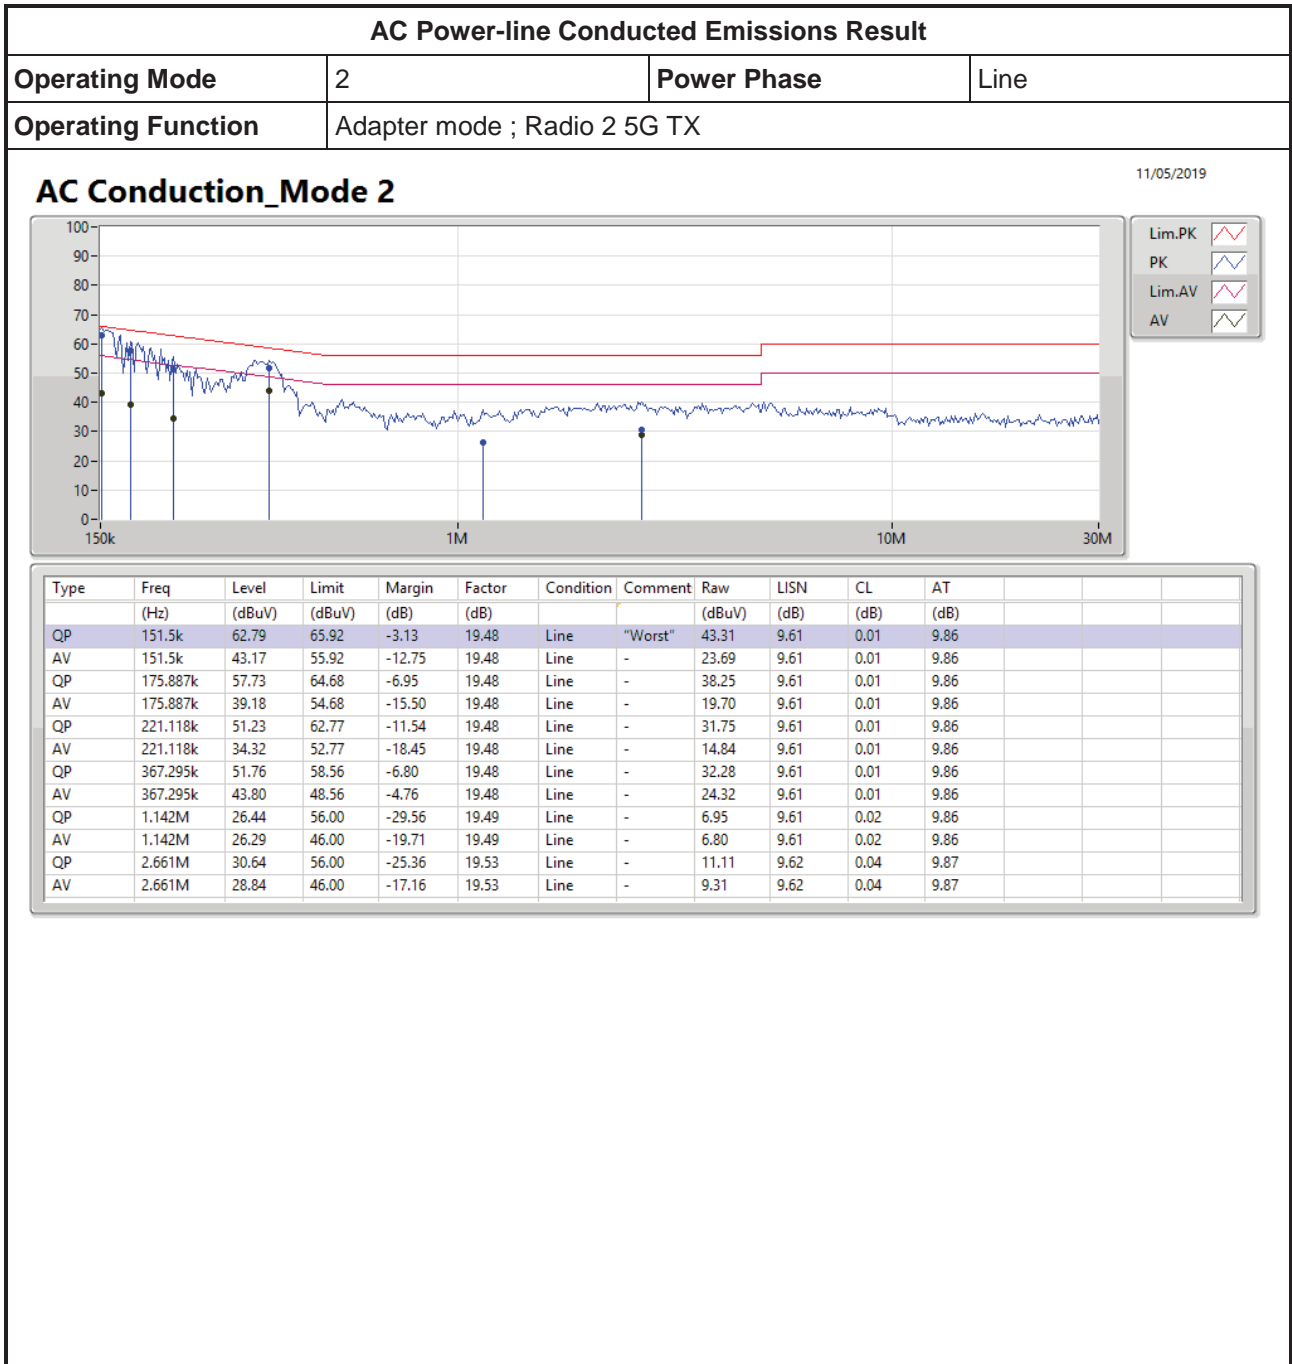 AC Power-line Conducted Emissions Result
Operating Mode 2 Power Phase Line
Operating Function Adapter mode ; Radio 2 5G TX
11/05/2019
AC Conduction_Mode 2
100
90
80
70
60
50
40
30
20
10
0
150k 1M 10M 30M
Lim.PK
PK
Lim.AV
AV
Type Freq Level Limit Margin Factor Condition Comment Raw LISN CL AT
(Hz) (dBuV) (dBuV) (dB) (dB) (dBuV) (dB) (dB) (dB)
QP 151.5k 62.79 65.92 -3.13 19.48 Line "Worst" 43.31 9.61 0.01 9.86
AV 151.5k 43.17 55.92 -12.75 19.48 Line - 23.69 9.61 0.01 9.86
QP 175.887k 57.73 64.68 -6.95 19.48 Line - 38.25 9.61 0.01 9.86
AV 175.887k 39.18 54.68 -15.50 19.48 Line - 19.70 9.61 0.01 9.86
QP 221.118k 51.23 62.77 -11.54 19.48 Line - 31.75 9.61 0.01 9.86
AV 221.118k 34.32 52.77 -18.45 19.48 Line - 14.84 9.61 0.01 9.86
QP 367.295k 51.76 58.56 -6.80 19.48 Line - 32.28 9.61 0.01 9.86
AV 367.295k 43.80 48.56 -4.76 19.48 Line - 24.32 9.61 0.01 9.86
QP 1.142M 26.44 56.00 -29.56 19.49 Line - 6.95 9.61 0.02 9.86
AV 1.142M 26.29 46.00 -19.71 19.49 Line - 6.80 9.61 0.02 9.86
QP 2.661M 30.64 56.00 -25.36 19.53 Line - 11.11 9.62 0.04 9.87
AV 2.661M 28.84 46.00 -17.16 19.53 Line - 9.31 9.62 0.04 9.87